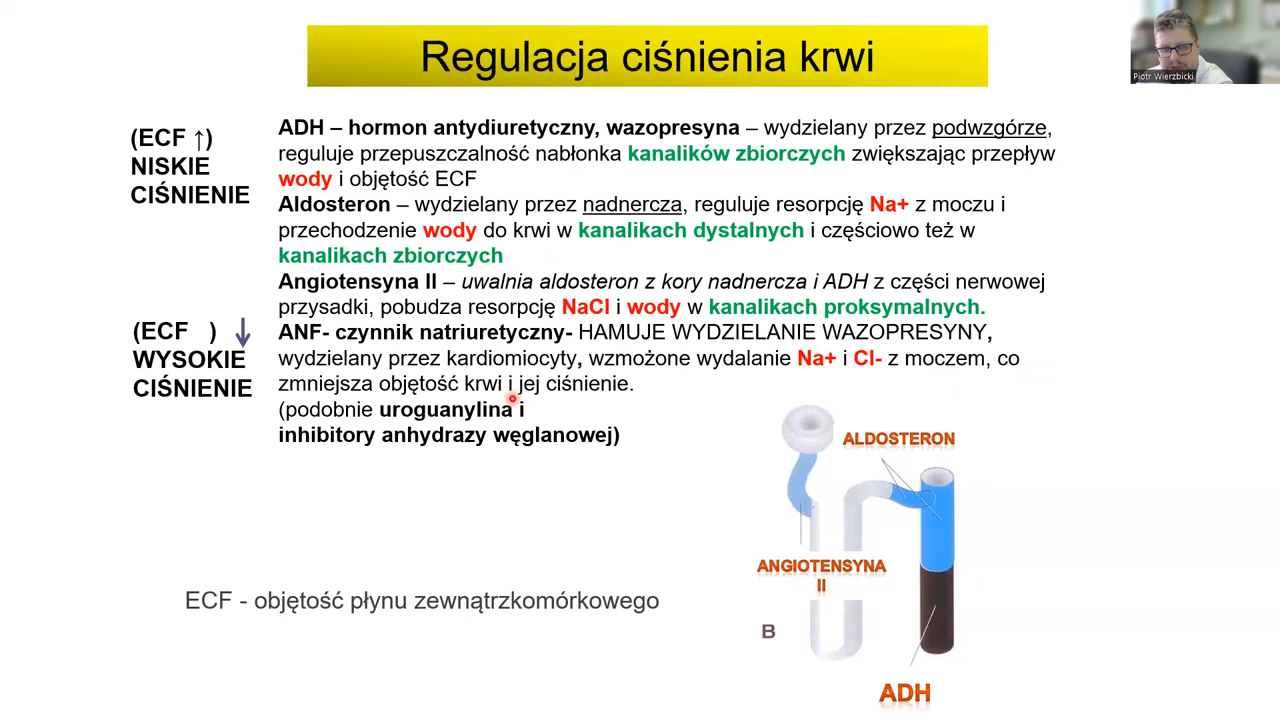 Regulacja ciśnienia krwi
Piotr Wierzbicki
(ECF ↑)
NISKIE
CIŚNIENIE
ADH – hormon antydiuretyczny, wazopresyna – wydzielany przez podwzgórze,
reguluje przepuszczalność nabłonka kanalików zbiorczych zwiększając przepływ
wody i objętość ECF
Aldosteron – wydzielany przez nadnercza, reguluje resorpcję Na+ z moczu i
przechodzenie wody do krwi w kanalikach dystalnych i częściowo też w
kanalikach zbiorczych
Angiotensyna II – uwalnia aldosteron z kory nadnercza i ADH z części nerwowej
przysadki, pobudza resorpcję NaCl i wody w kanalikach proksymalnych.
(ECF ↓)
WYSOKIE
CIŚNIENIE
ANF- czynnik natriuretyczny- HAMUJE WYDZIELANIE WAZOPRESYNY,
wydzielany przez kardiomiocyty, wzmożone wydalanie Na+ i Cl- z moczem, co
zmniejsza objętość krwi i jej ciśnienie.
(podobnie uroguanylina i
inhibitory anhydrazy węglanowej)
ALDOSTERON
ANGIOTENSYNA
II
B
ADH
ECF - objętość płynu zewnątrzkomórkowego